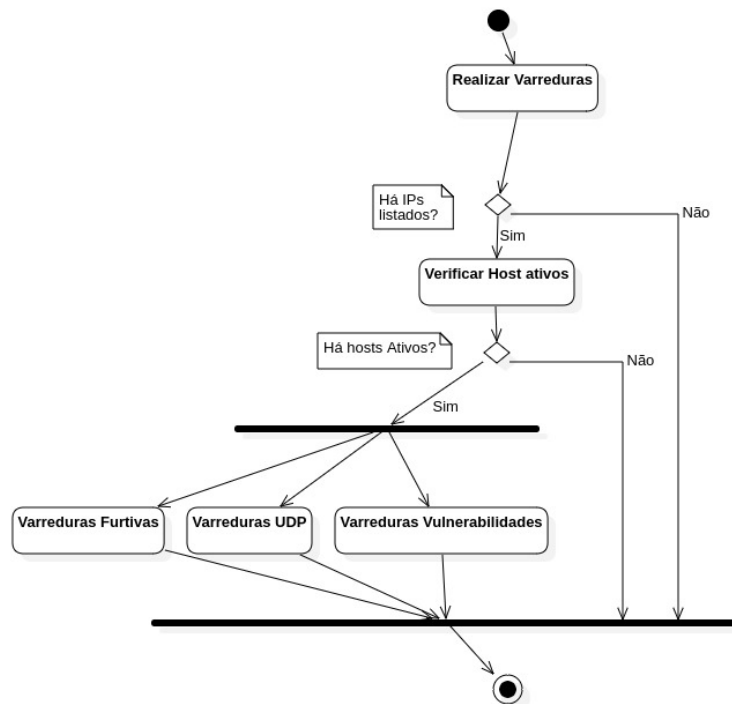 Realizar Varreduras
Há IPs
listados?
Não
Sim
Verificar Host ativos
Há hosts Ativos?
Não
Sim
Varreduras Furtivas
Varreduras UDP
Varreduras Vulnerabilidades